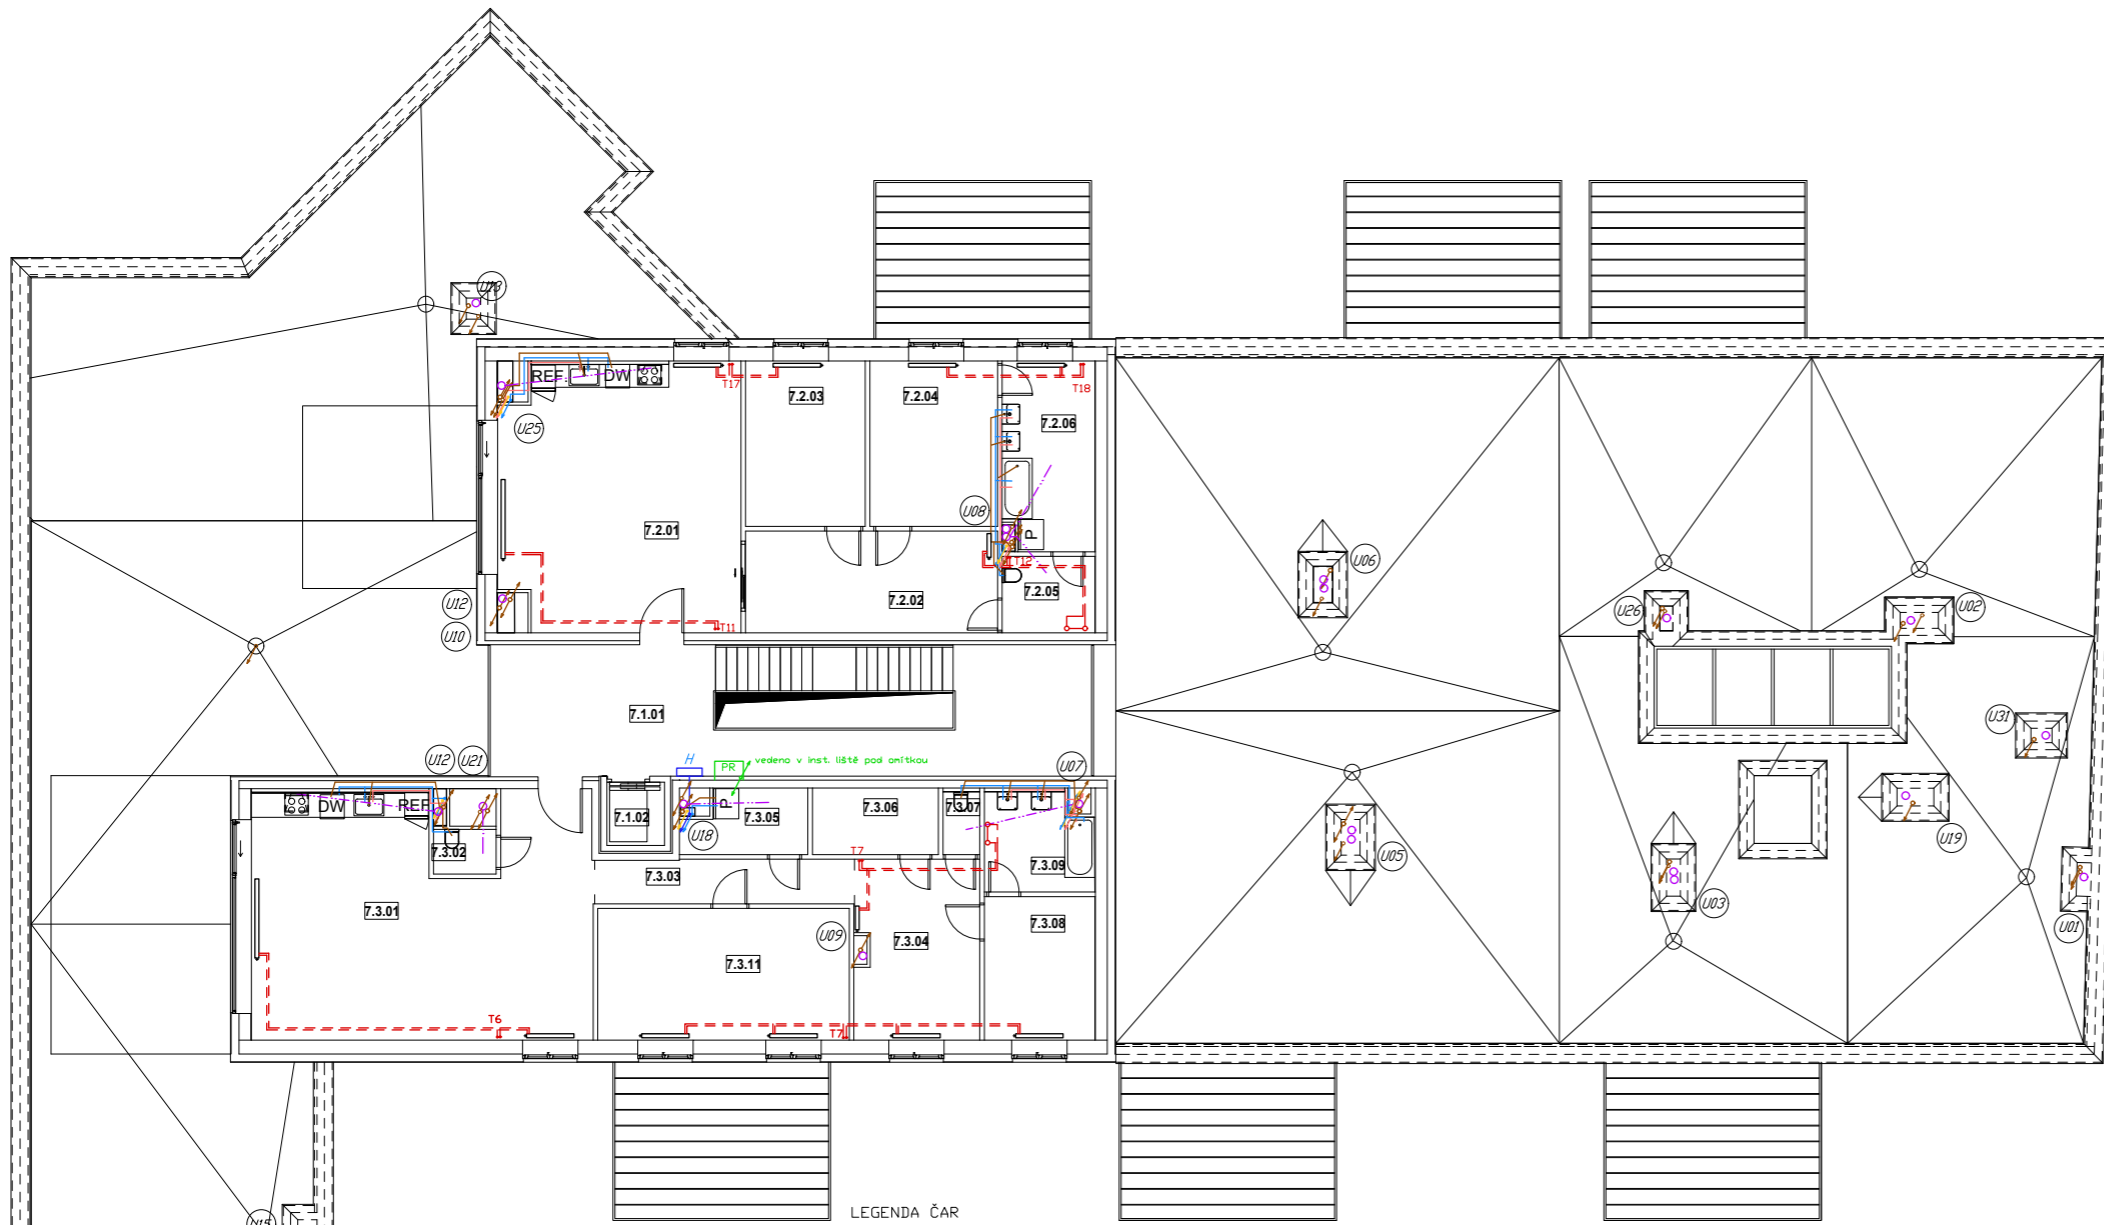 U13
REF.
DW
T17
T18
7.2.03
7.2.04
7.2.06
U25
U08
P
7.2.01
T12
7.2.05
7.2.02
U12
U10
T11
U06
U26
U02
7.1.01
U31
U12
U21
H
PR
vedeno v inst. liště pod omítkou
U07
DW
REF.
7.1.02
P
7.3.05
7.3.06
7.3.07
U18
7.3.02
T7
7.3.03
7.3.09
U05
U19
7.3.01
U09
7.3.04
7.3.08
U03
U01
7.3.11
T6
T7
LEGENDA ČAR